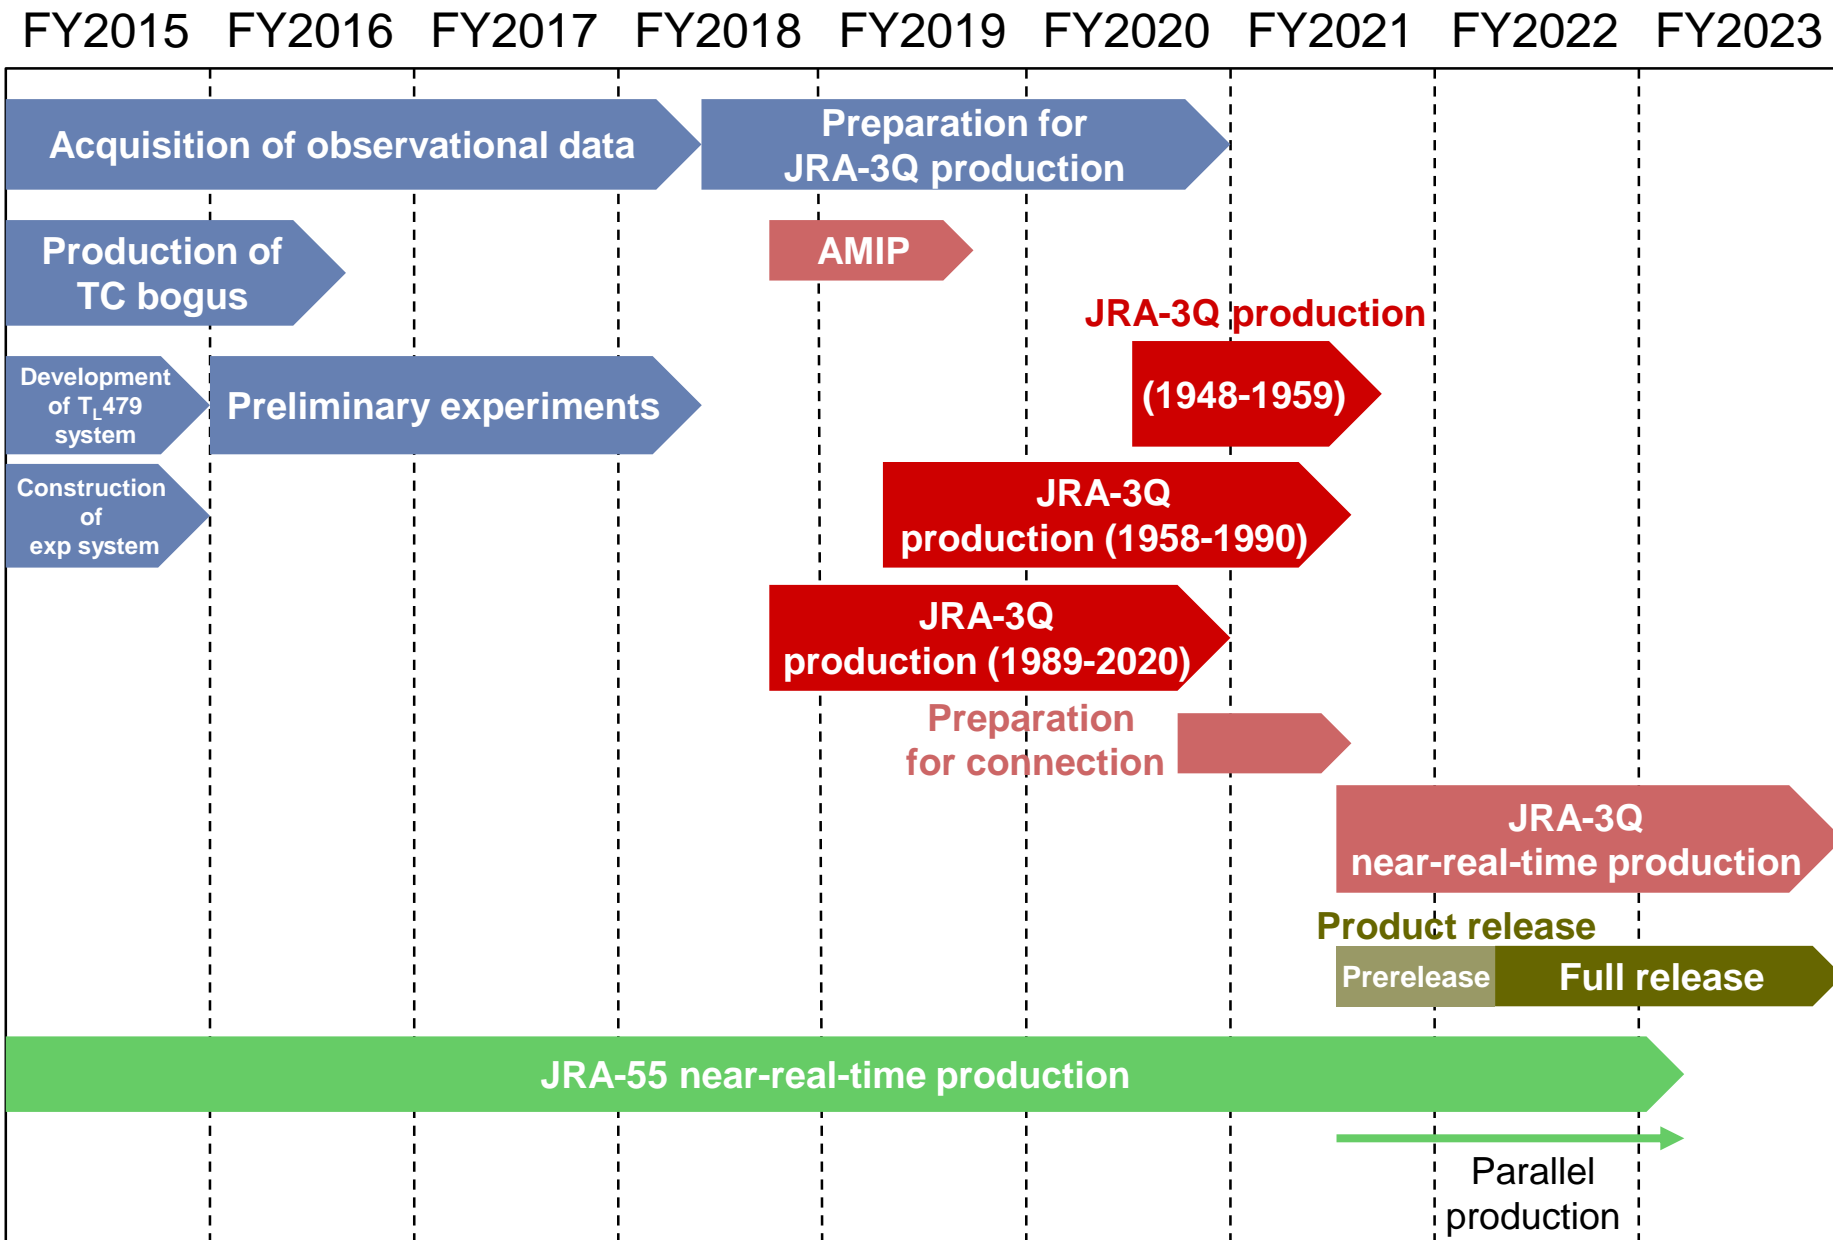 FY2015 FY2016 FY2017 FY2018 FY2019 FY2020 FY2021 FY2022 FY2023
Acquisition of observational data
Preparation for
JRA-3Q production
Production of
TC bogus
AMIP
JRA-3Q production
(1948-1959)
Development
of TL479
system
Preliminary experiments
Construction
of
exp system
JRA-3Q
production (1958-1990)
JRA-3Q
production (1989-2020)
Preparation
for connection
JRA-3Q
near-real-time production
Product release
Prerelease
Full release
JRA-55 near-real-time production
Parallel
production